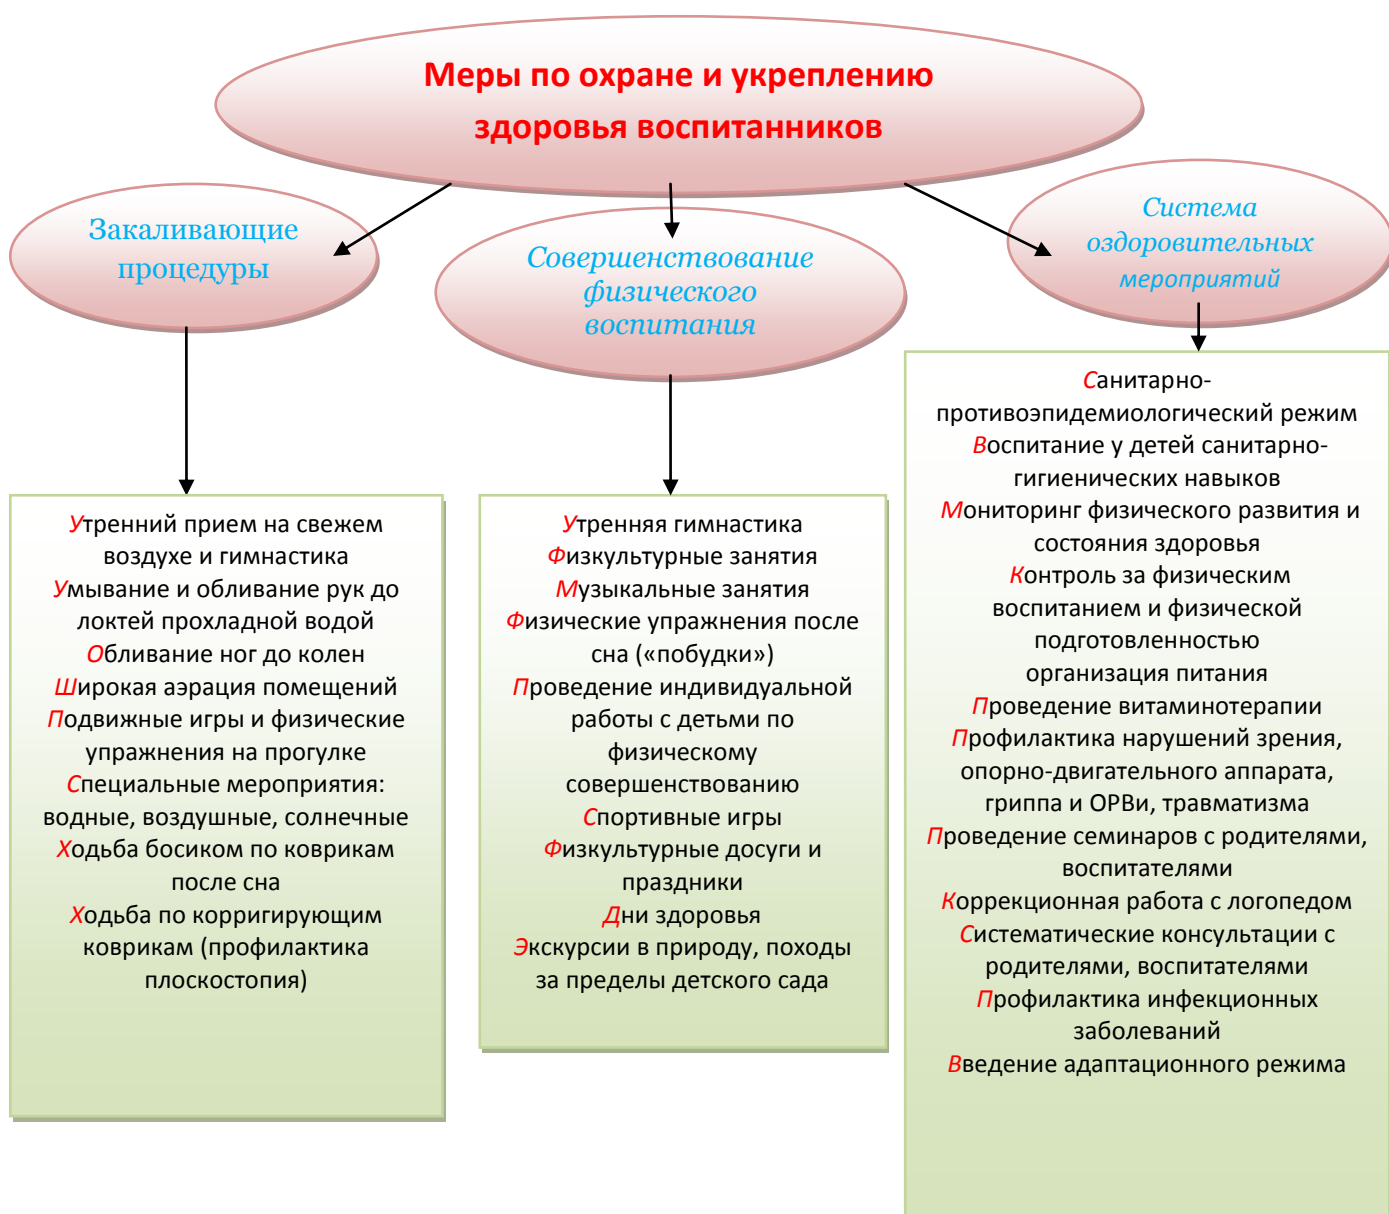 Меры по охране и укреплению
здоровья воспитанников
Закаливающие
процедуры
Совершенствование
физического
воспитания
Система
оздоровительных
мероприятий
Утренний прием на свежем
воздухе и гимнастика
Умывание и обливание рук до
локтей прохладной водой
Обливание ног до колен
Широкая аэрация помещений
Подвижные игры и физические
упражнения на прогулке
Специальные мероприятия:
водные, воздушные, солнечные
Ходьба босиком по коврикам
после сна
Ходьба по корригирующим
коврикам (профилактика
плоскостопия)
Утренняя гимнастика
Физкультурные занятия
Музыкальные занятия
Физические упражнения после
сна («побудки»)
Проведение индивидуальной
работы с детьми по
физическому
совершенствованию
Спортивные игры
Физкультурные досуги и
праздники
Дни здоровья
Экскурсии в природу, походы
за пределы детского сада
Санитарно-
противоэпидемиологический режим
Воспитание у детей санитарно-
гигиенических навыков
Мониторинг физического развития и
состояния здоровья
Контроль за физическим
воспитанием и физической
подготовленностью
организация питания
Проведение витаминотерапии
Профилактика нарушений зрения,
опорно-двигательного аппарата,
гриппа и ОРВи, травматизма
Проведение семинаров с родителями,
воспитателями
Коррекционная работа с логопедом
Систематические консультации с
родителями, воспитателями
Профилактика инфекционных
заболеваний
Введение адаптационного режима